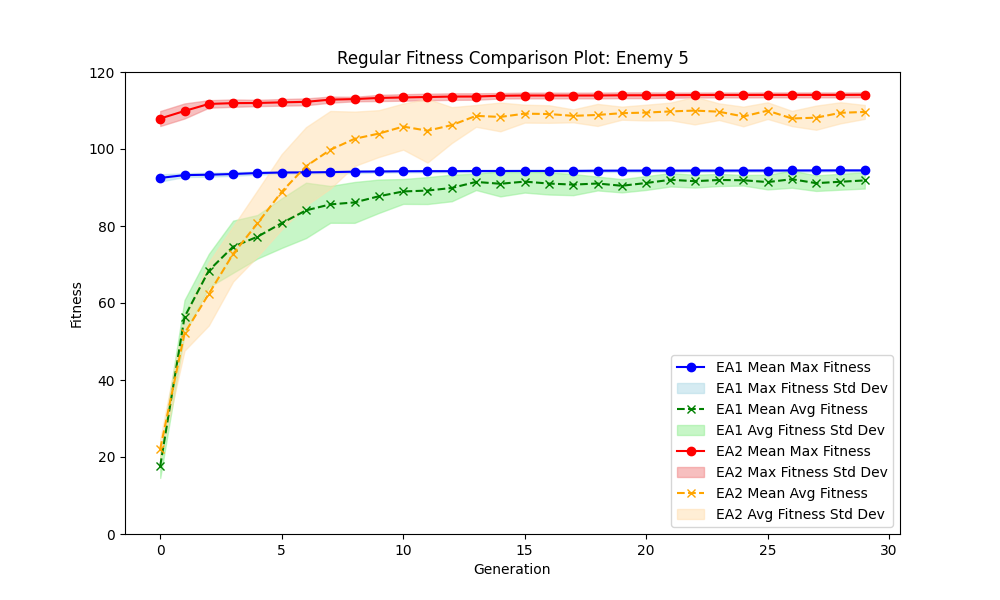 Regular Fitness Comparison Plot: Enemy 5
120
100
80
60
40
20
0
Fitness
0 5 10 15 20 25 30
Generation
EA1 Mean Max Fitness
EA1 Max Fitness Std Dev
EA1 Mean Avg Fitness
EA1 Avg Fitness Std Dev
EA2 Mean Max Fitness
EA2 Max Fitness Std Dev
EA2 Mean Avg Fitness
EA2 Avg Fitness Std Dev